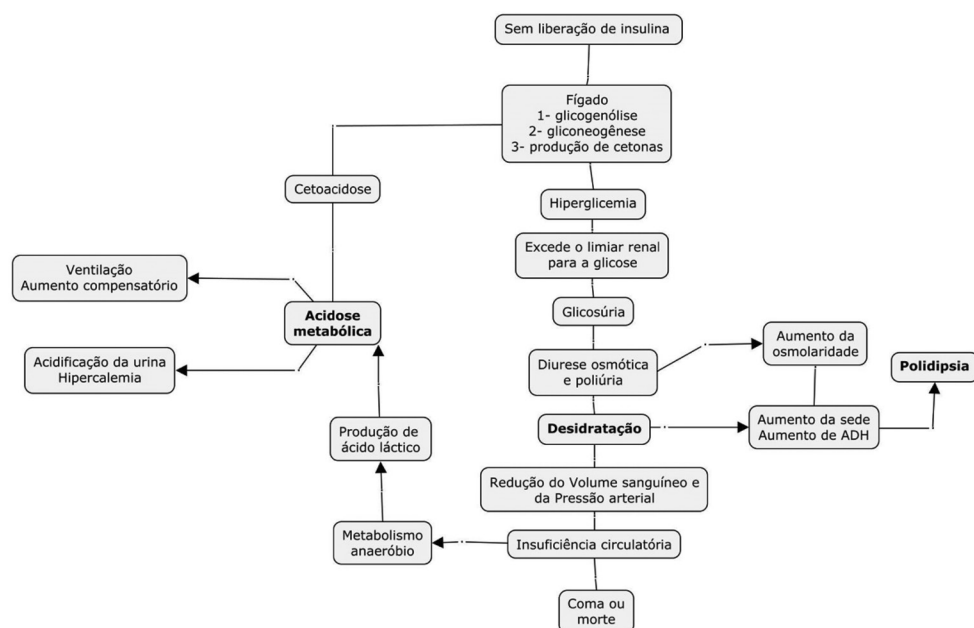 Sem liberação de insulina
Fígado
1- glicogenólise
2- gliconeogênese
3- produção de cetonas
Cetoacidose
Hiperglicemia
Excede o limiar renal
para a glicose
Ventilação
Aumento compensatório
Acidose
metabólica
Glicosúria
Acidificação da urina
Hipercalemia
Diurese osmótica
e poliúria
Aumento da
osmolaridade
Polidipsia
Produção de
ácido láctico
Desidratação
Aumento da sede
Aumento de ADH
Redução do Volume sanguíneo e
da Pressão arterial
Metabolismo
anaeróbio
Insuficiência circulatória
Coma ou
morte